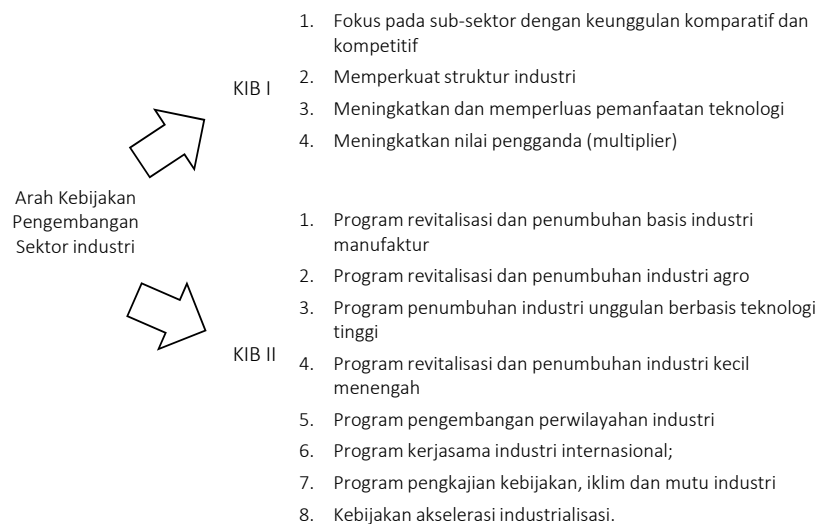 Arah Kebijakan
Pengembangan
Sektor industri
KIB I
1. Fokus pada sub-sektor dengan keunggulan komparatif dan
kompetitif
2. Memperkuat struktur industri
3. Meningkatkan dan memperluas pemanfaatan teknologi
4. Meningkatkan nilai pengganda (multiplier)
KIB II
1. Program revitalisasi dan penumbuhan basis industri
manufaktur
2. Program revitalisasi dan penumbuhan industri agro
3. Program penumbuhan industri unggulan berbasis teknologi
tinggi
4. Program revitalisasi dan penumbuhan industri kecil
menengah
5. Program pengembangan perwilayahan industri
6. Program kerjasama industri internasional;
7. Program pengkajian kebijakan, iklim dan mutu industri
8. Kebijakan akselerasi industrialisasi.